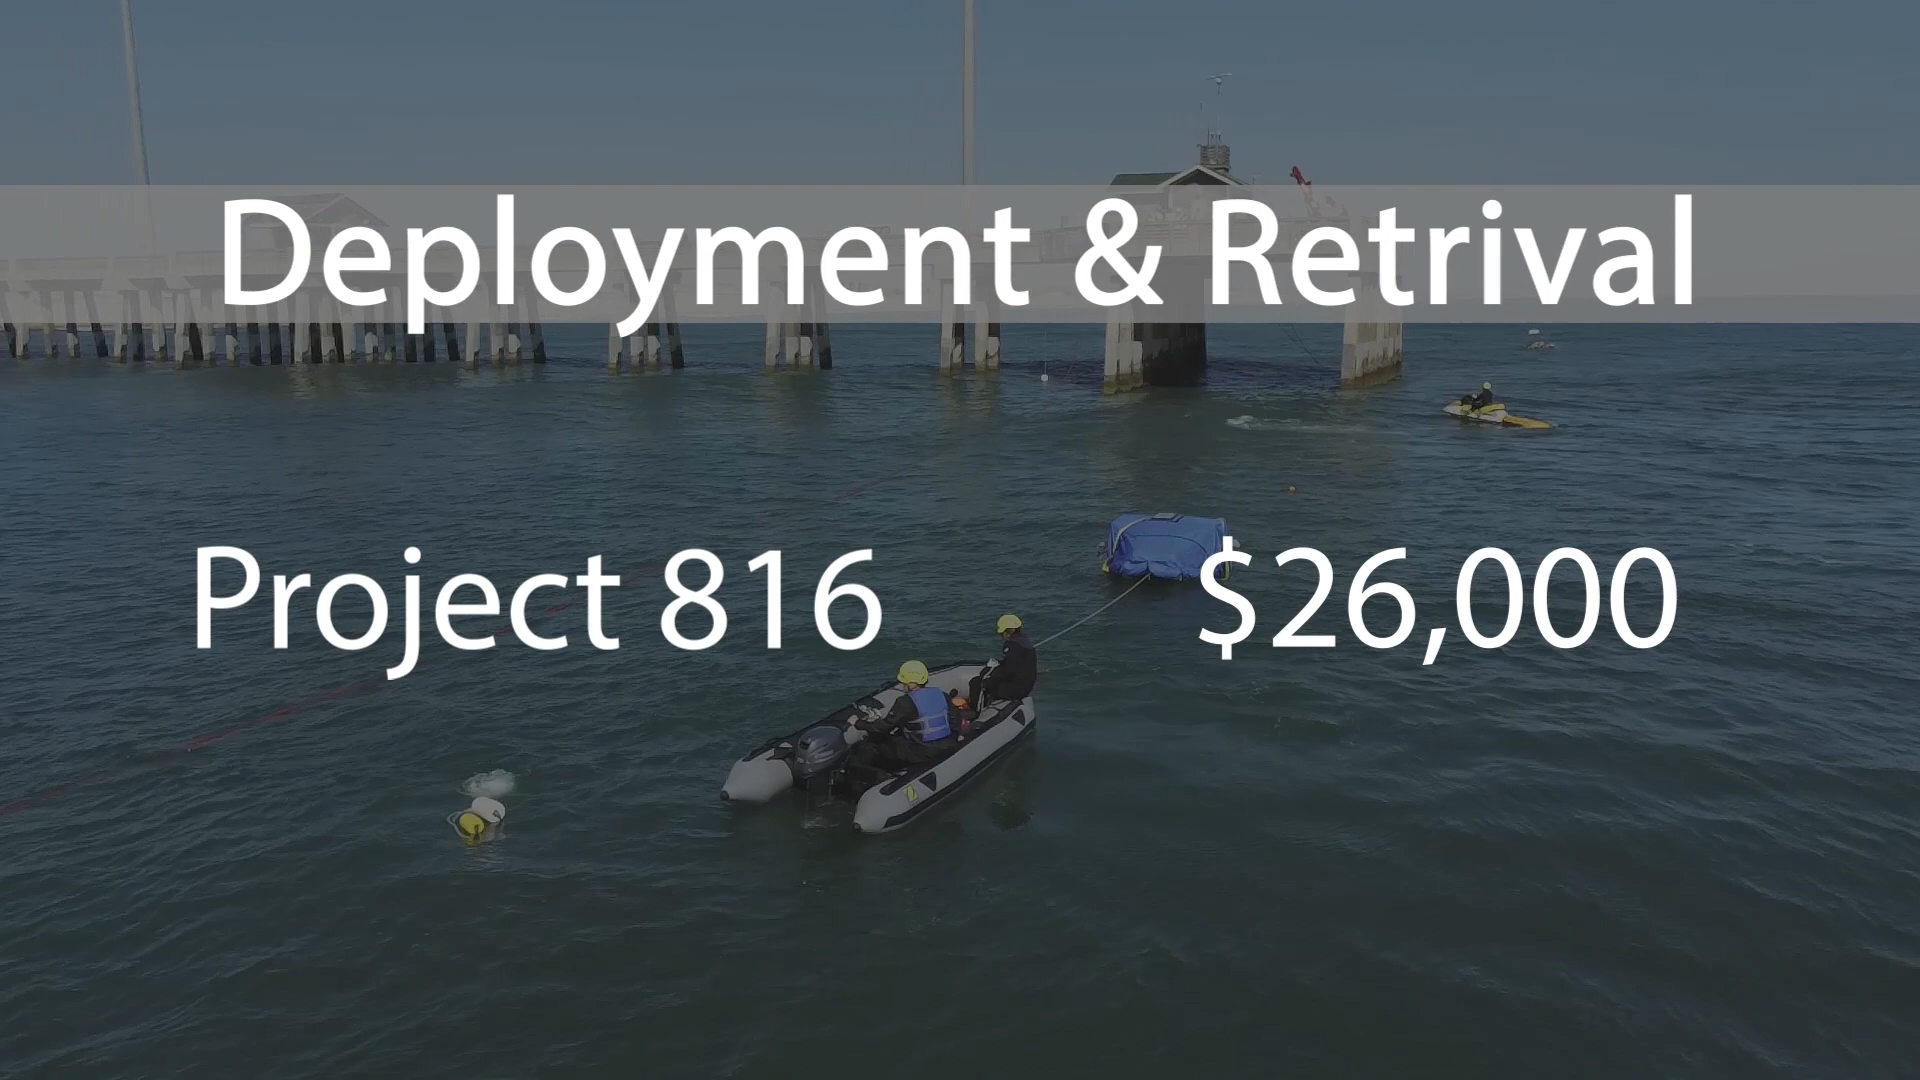 Deployment & Retrival
Project 816 $26,000